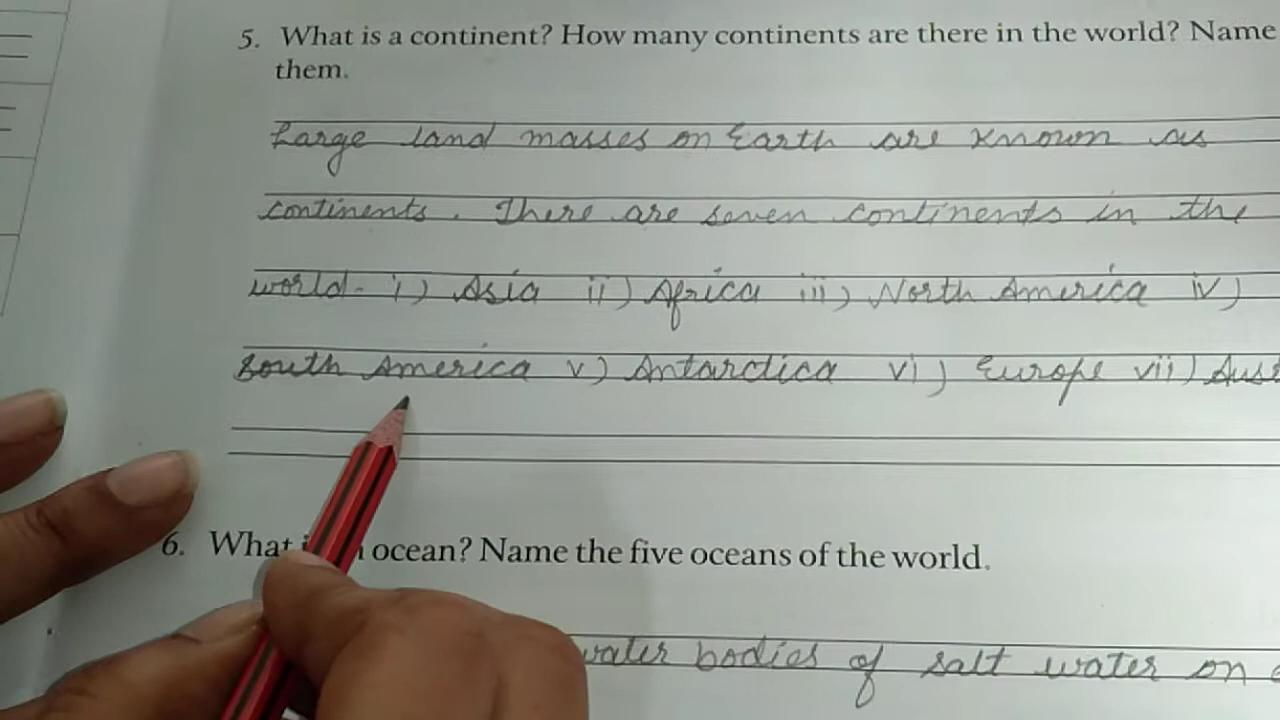 5. What is a continent? How many continents are there in the world? Name
them.
Large land masses on Earth are known as
continents. There are seven continents in the
world. i) Asia ii) Africa iii) North America iv)
South America v) Antarctica vi) Europe vii)
6. What ocean? Name the five oceans of the world.
water bodies of salt water on